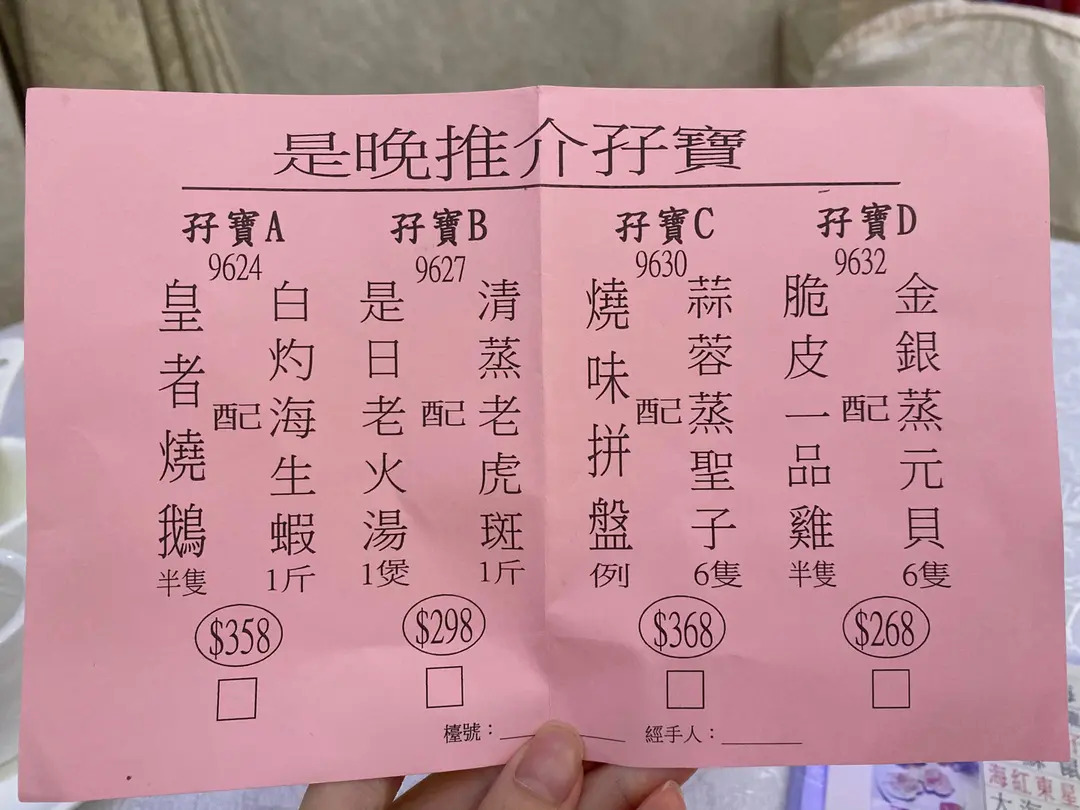 是晚推介孖寶
孖寶A
9624
皇者燒鵝
半隻
配
白灼海生蝦
1斤
$358
孖寶B
9627
是日老火湯
1煲
配
清蒸老虎斑
1斤
$298
孖寶C
9630
燒味拼盤
例
配
蒜蓉蒸聖子
6隻
$368
孖寶D
9632
脆皮一品雞
半隻
配
金銀蒸元貝
6隻
$268
檯號：
經手人：
海紅東星